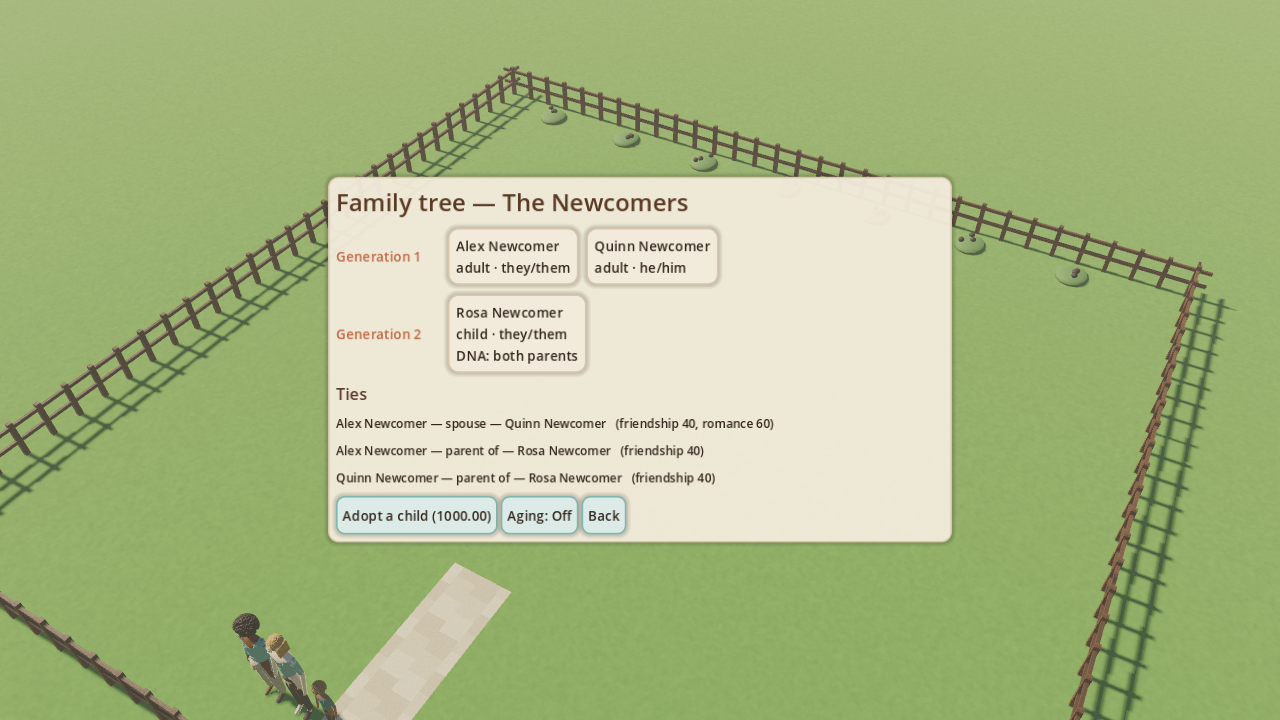 Family tree — The Newcomers
Generation 1
Alex Newcomer
adult · they/them
Quinn Newcomer
adult · he/him
Generation 2
Rosa Newcomer
child · they/them
DNA: both parents
Ties
Alex Newcomer — spouse — Quinn Newcomer (friendship 40, romance 60)
Alex Newcomer — parent of — Rosa Newcomer (friendship 40)
Quinn Newcomer — parent of — Rosa Newcomer (friendship 40)
Adopt a child (1000.00)
Aging: Off
Back